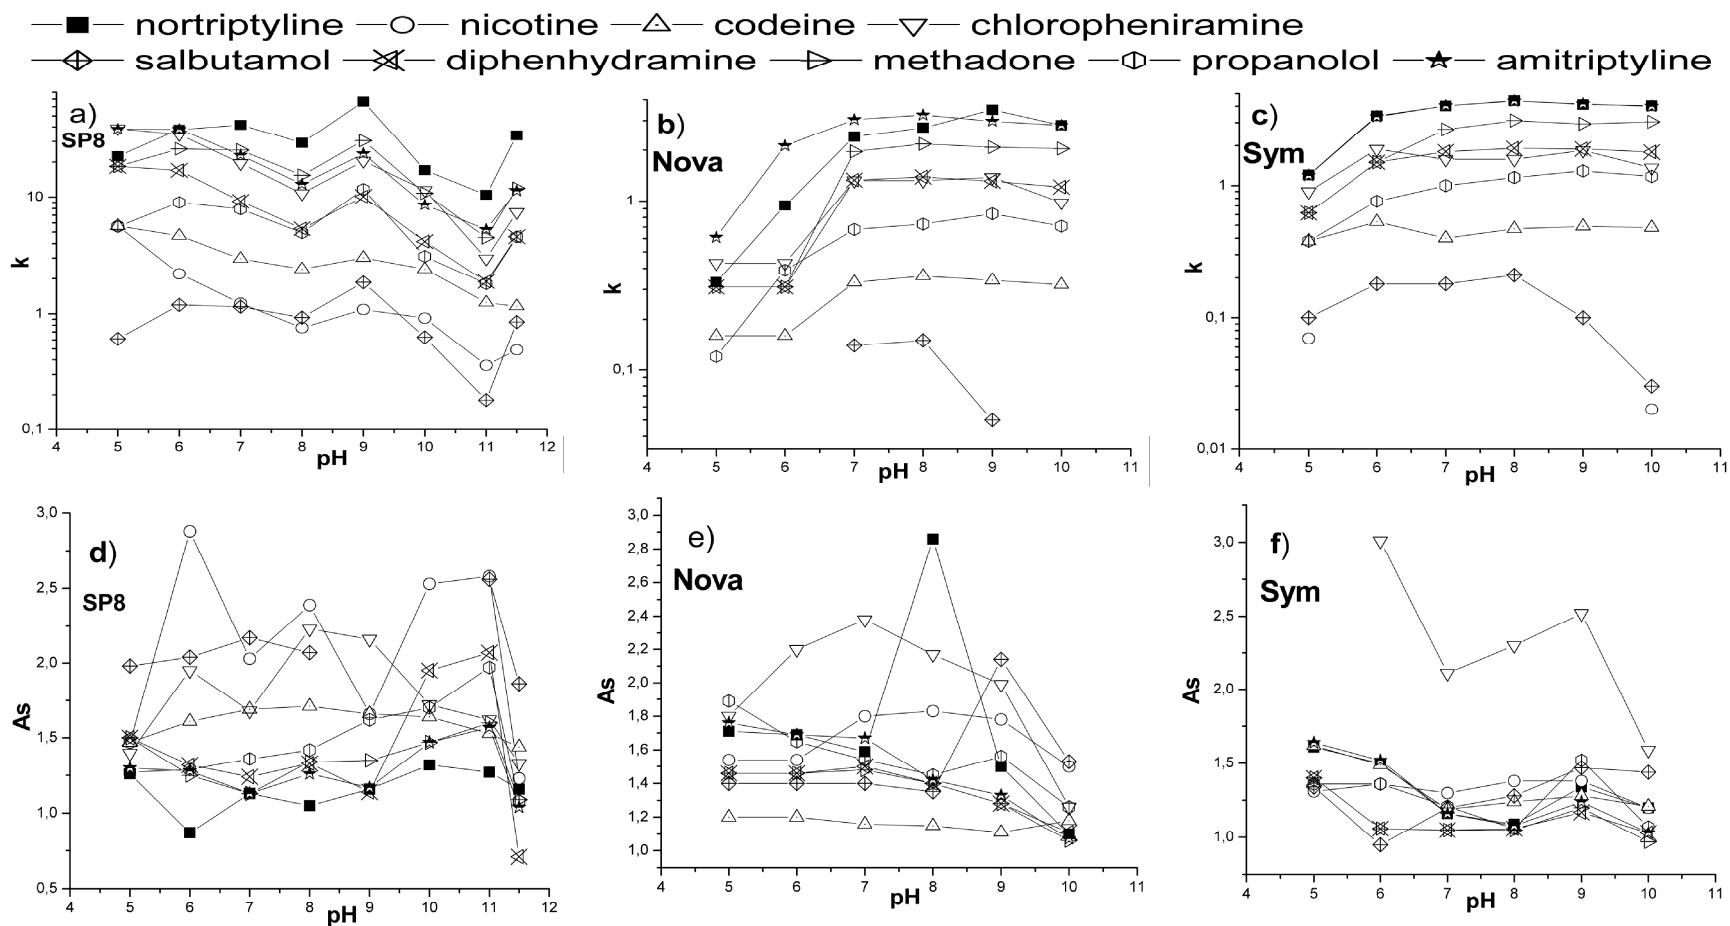 nortriptyline nicotine codeine chloropheniramine
salbutamol diphenhydramine methadone propanolol amitriptyline
a)
SP8
k
10
1
0,1
4 5 6 7 8 9 10 11 12
pH
b)
Nova
k
1
0,1
4 5 6 7 8 9 10 11
pH
c)
Sym
k
1
0,1
0,01
4 5 6 7 8 9 10 11
pH
d)
SP8
As
3,0
2,5
2,0
1,5
1,0
0,5
4 5 6 7 8 9 10 11 12
pH
e)
Nova
As
3,0
2,8
2,6
2,4
2,2
2,0
1,8
1,6
1,4
1,2
1,0
4 5 6 7 8 9 10 11
pH
f)
Sym
As
3,0
2,5
2,0
1,5
1,0
4 5 6 7 8 9 10 11
pH